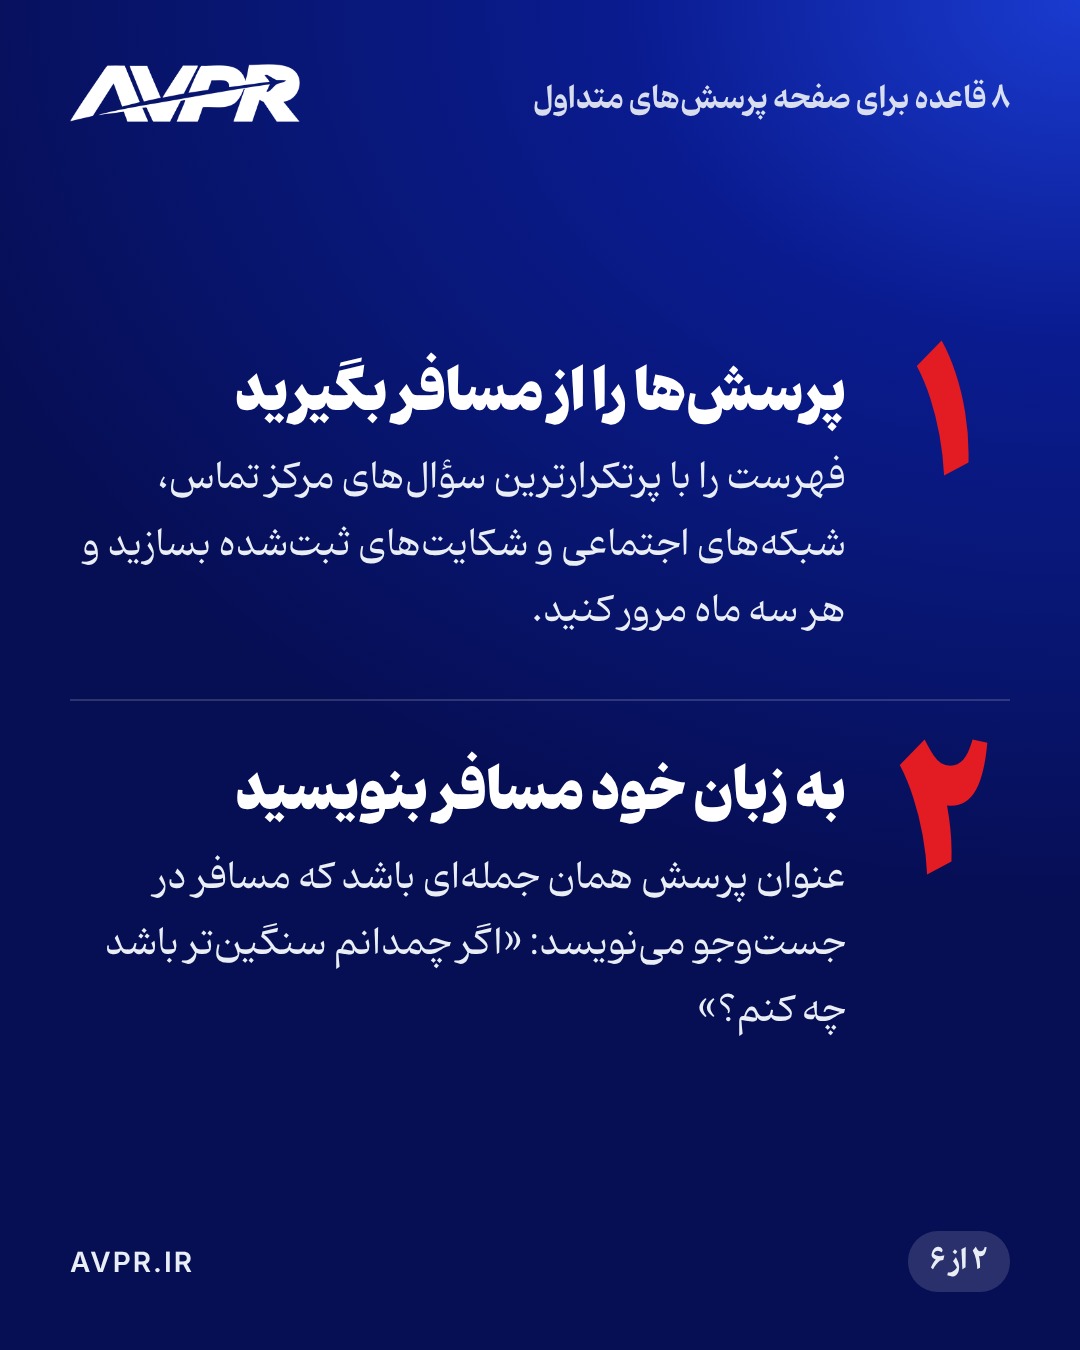 ۸ قاعده برای صفحه پرسش‌های متداول
AVPR
۱
پرسش‌ها را از مسافر بگیرید
فهرست را با پرتکرارترین سؤال‌های مرکز تماس،
شبکه‌های اجتماعی و شکایت‌های ثبت‌شده بسازید و
هر سه ماه مرور کنید.
۲
به زبان خود مسافر بنویسید
عنوان پرسش همان جمله‌ای باشد که مسافر در
جست‌وجو می‌نویسد: «اگر چمدانم سنگین‌تر باشد
چه کنم؟»
۲ از ۶
AVPR.IR